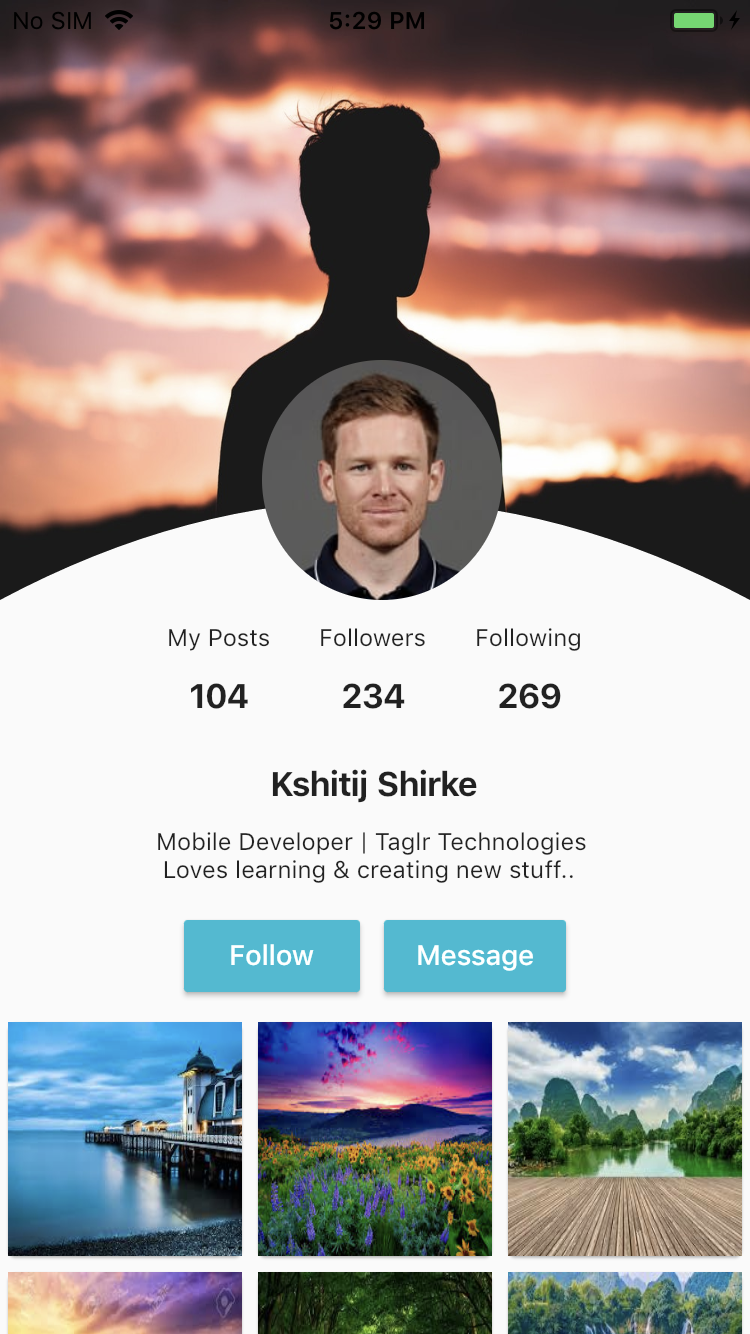 No SIM 5:29 PM
My Posts Followers Following
104 234 269
Kshitij Shirke
Mobile Developer | Taglr Technologies
Loves learning & creating new stuff..
Follow Message